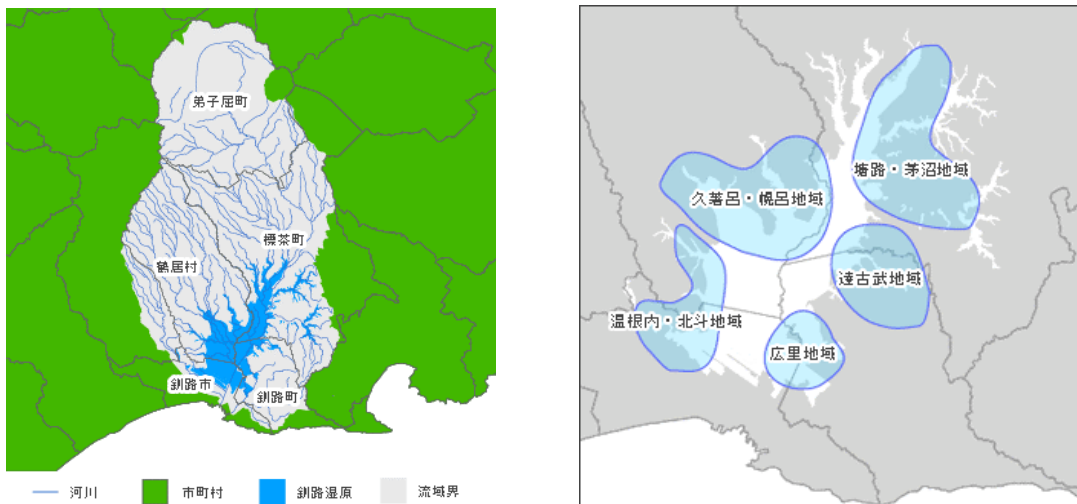 弟子屈町
標茶町
鶴居村
釧路市
釧路町
河川
市町村
釧路湿原
流域界
塘路・茅沼地域
久著呂・幌呂地域
達古武地域
温根内・北斗地域
広里地域